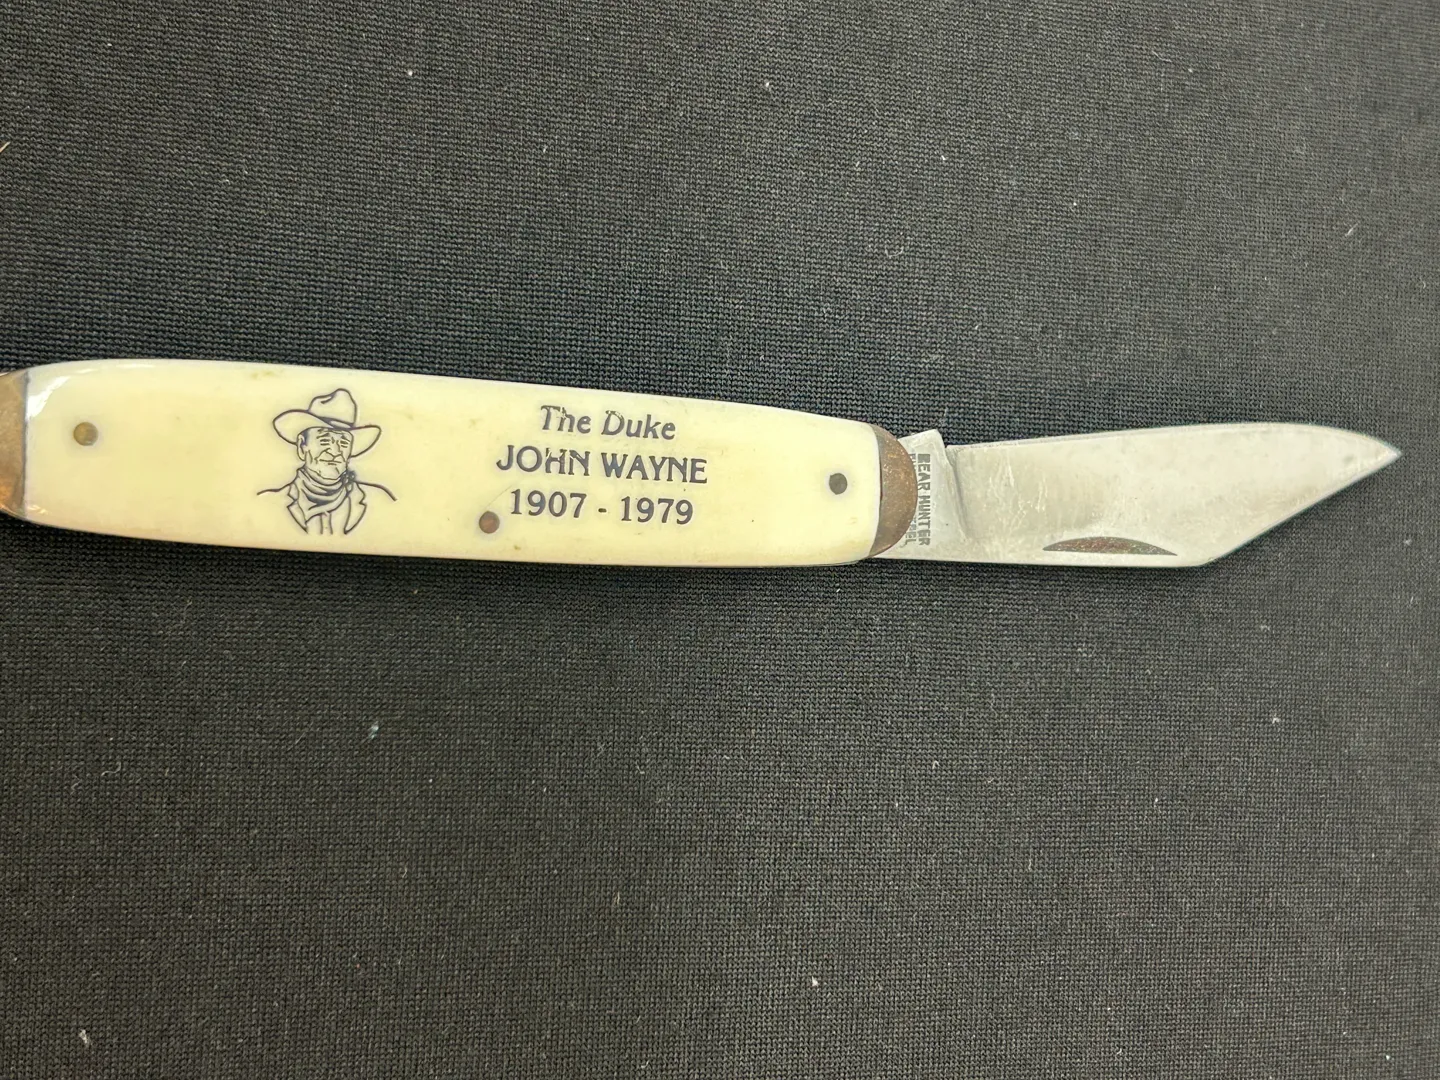 The Duke
JOHN WAYNE
1907 - 1979
BEAR HUNTER